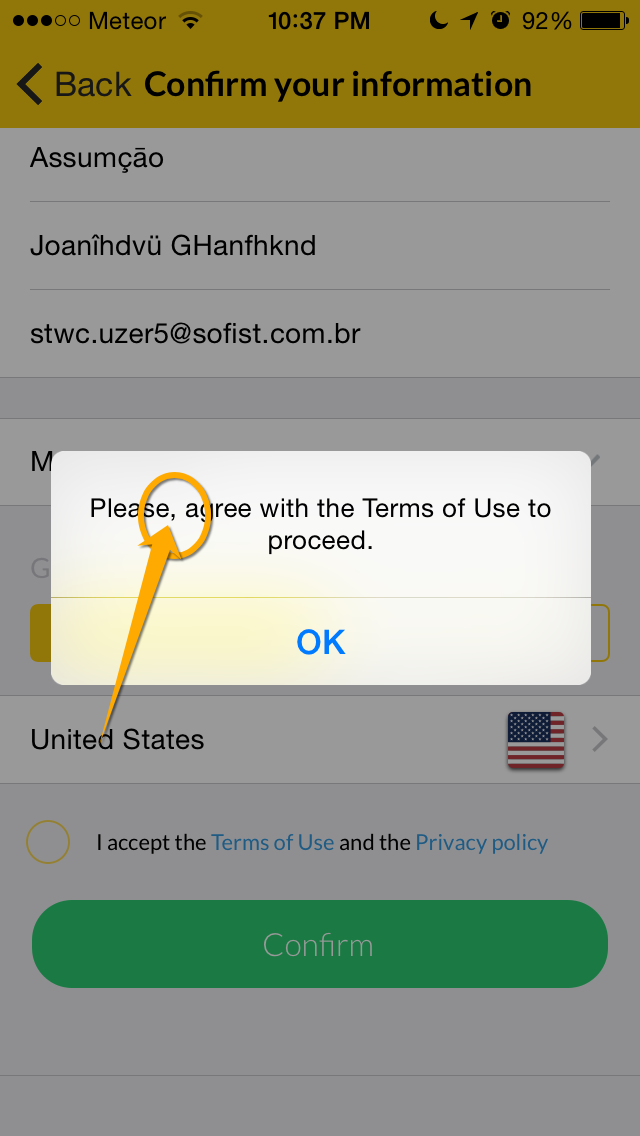 Meteor 10:37 PM 92%
Back Confirm your information
Assumção
Joanîhdvü GHanfhknd
stwc.uzer5@sofist.com.br
M
Please, agree with the Terms of Use to
proceed.
G
OK
United States
I accept the Terms of Use and the Privacy policy
Confirm